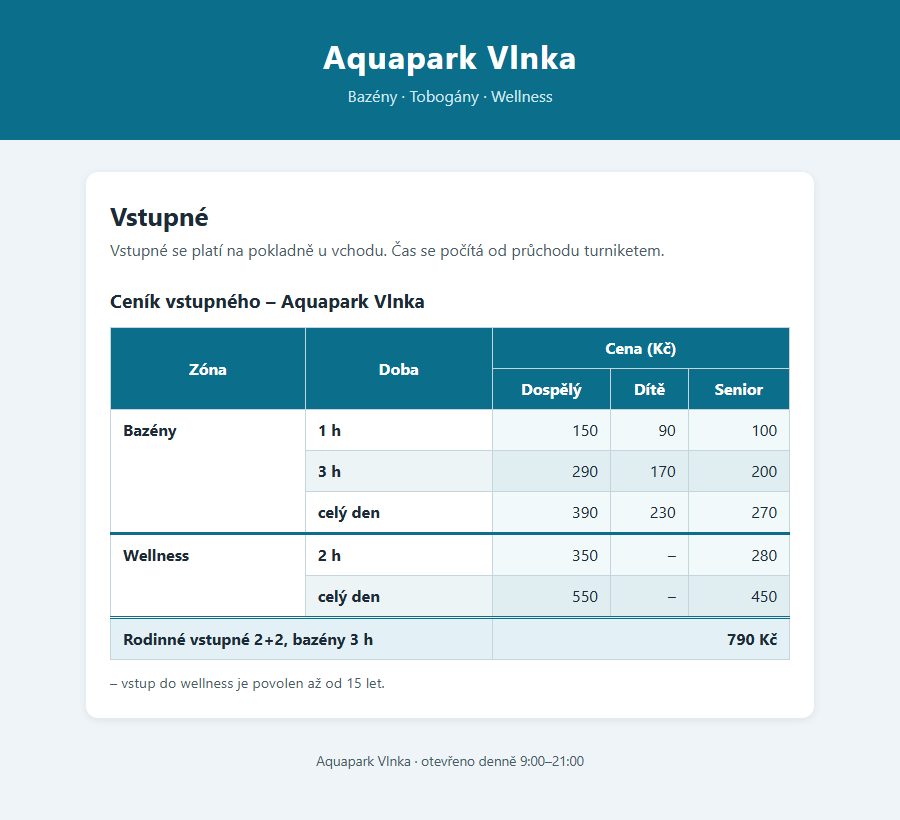 Aquapark Vlnka
Bazény · Tobogány · Wellness
Vstupné
Vstupné se platí na pokladně u vchodu. Čas se počítá od průchodu turniketem.
Ceník vstupného – Aquapark Vlnka
Zóna Doba Cena (Kč)
Dospělý Dítě Senior
Bazény 1 h 150 90 100
3 h 290 170 200
celý den 390 230 270
Wellness 2 h 350 – 280
celý den 550 – 450
Rodinné vstupné 2+2, bazény 3 h 790 Kč
– vstup do wellness je povolen až od 15 let.
Aquapark Vlnka · otevřeno denně 9:00–21:00